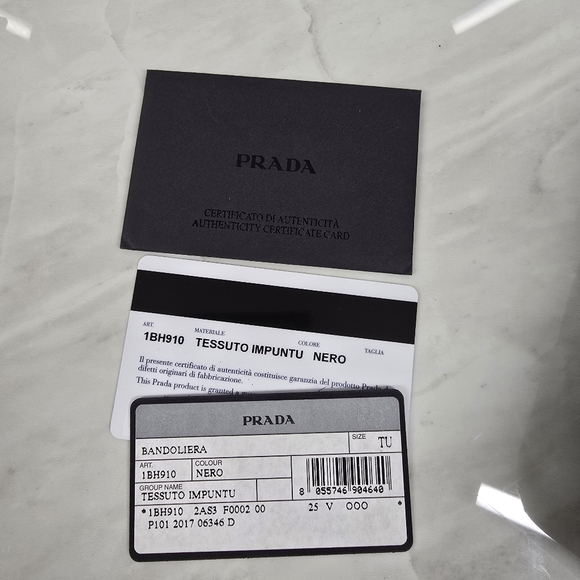 PRADA
CERTIFICATO DI AUTENTICITÀ
AUTHENTICITY CERTIFICATE CARD
ART. MATERIALE COLORE TAGLIA
1BH910 TESSUTO IMPUNTU NERO
Il presente certificato di autenticità costituisce garanzia del prodotto Prada
difetti originari di fabbricazione.
This Prada product is granted a
PRADA
BANDOLIERA SIZE TU
ART. COLOUR
1BH910 NERO
GROUP NAME
TESSUTO IMPUNTU
8 055746 904640
*1BH910 2AS3 F0002 00 25 V OOO *
P101 2017 06346 D